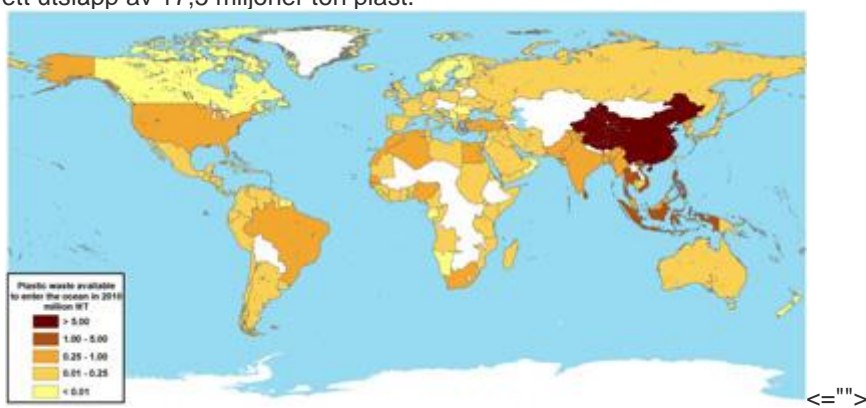 ett utsläpp av 17,5 miljoner ton plast.
Plastic waste available
to enter the ocean in 2010
million MT
> 5.00
1.00 - 5.00
0.25 - 1.00
0.01 - 0.25
< 0.01
<="">